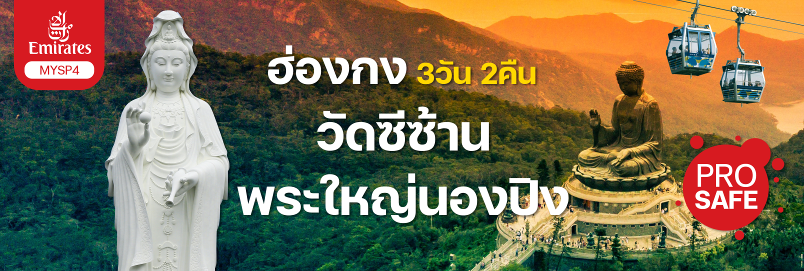 Emirates
MYSP4
ฮ่องกง 3วัน 2คืน
วัดซีซ้าน
พระใหญ่นองปิง
PRO
SAFE